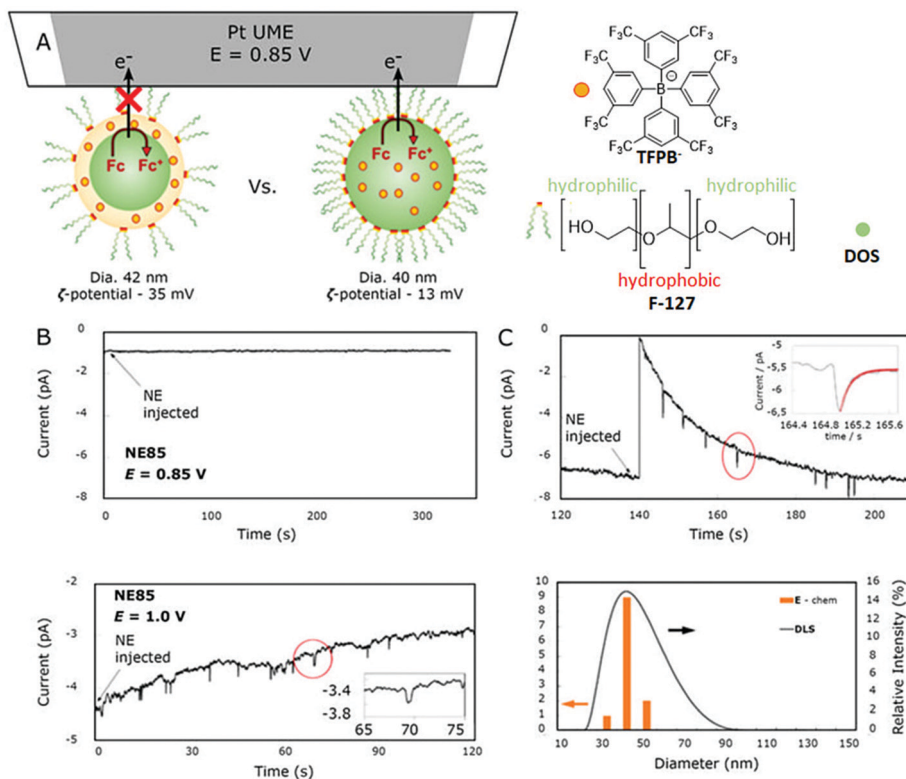 A
Pt UME
E = 0.85 V
e-
e-
Fc
Fc+
Vs.
Fc
Fc+
Dia. 42 nm
ζ-potential - 35 mV
Dia. 40 nm
ζ-potential - 13 mV
CF3
CF3
F3C
CF3
B
⊖
F3C
CF3
F3C
CF3
TFPB-
hydrophilic
hydrophilic
HO
O
O
OH
hydrophobic
F-127
DOS
B
0
-2
-4
-6
-8
Current (pA)
NE
injected
NE85
E = 0.85 V
0
100
200
300
Time (s)
C
0
-2
-4
-6
-8
Current (pA)
NE
injected
120
140
160
180
200
Time (s)
Current / pA
-5
-5,5
-6
-6,5
164.4
164.8
165.2
165.6
time / s
-2
-3
-4
-5
Current (pA)
NE85
E = 1.0 V
NE
injected
-3.4
-3.8
65
70
75
0
30
60
90
120
Time (s)
10
9
8
7
6
5
4
3
2
1
0
16
14
12
10
8
6
4
2
0
Relative Intensity (%)
E - chem
DLS
10
30
50
70
90
110
130
150
Diameter (nm)